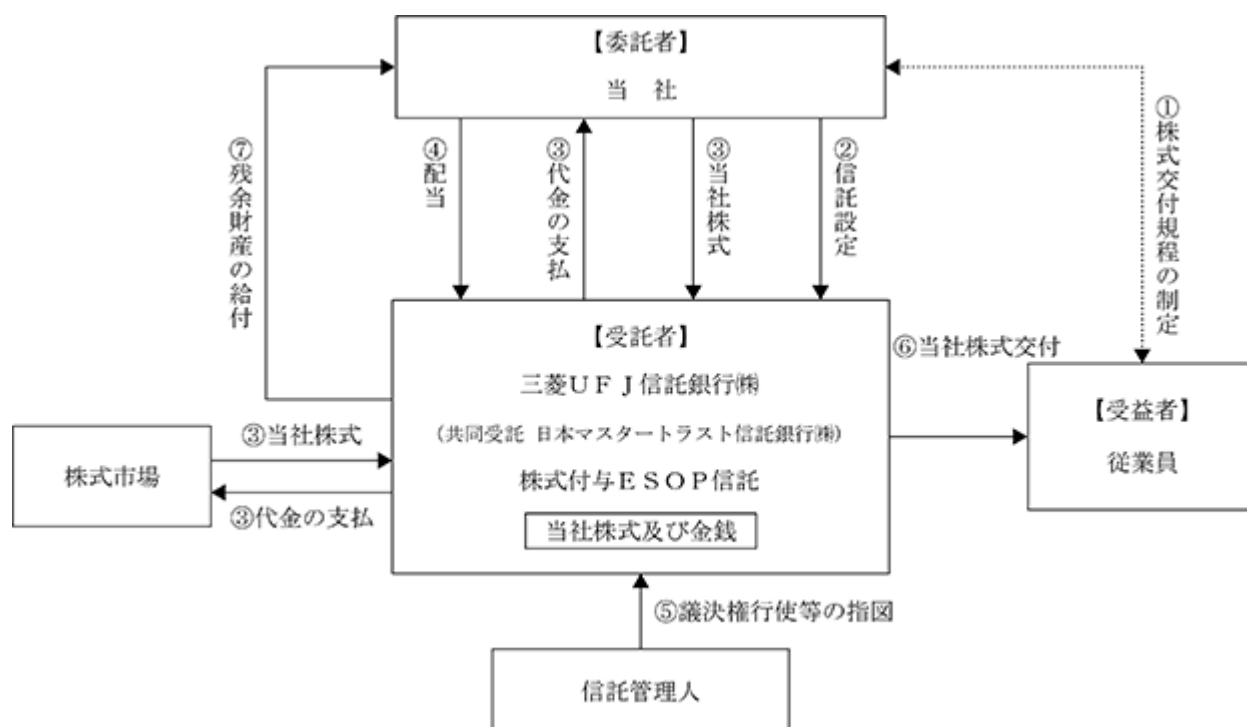 【委託者】
当 社
⑦残余財産の給付
④配当
③代金の支払
③当社株式
②信託設定
①株式交付規程の制定
【受託者】
三菱UFJ信託銀行㈱
(共同受託 日本マスタートラスト信託銀行㈱)
株式付与ESOP信託
当社株式及び金銭
⑥当社株式交付
【受益者】
従業員
株式市場
③当社株式
③代金の支払
⑤議決権行使等の指図
信託管理人